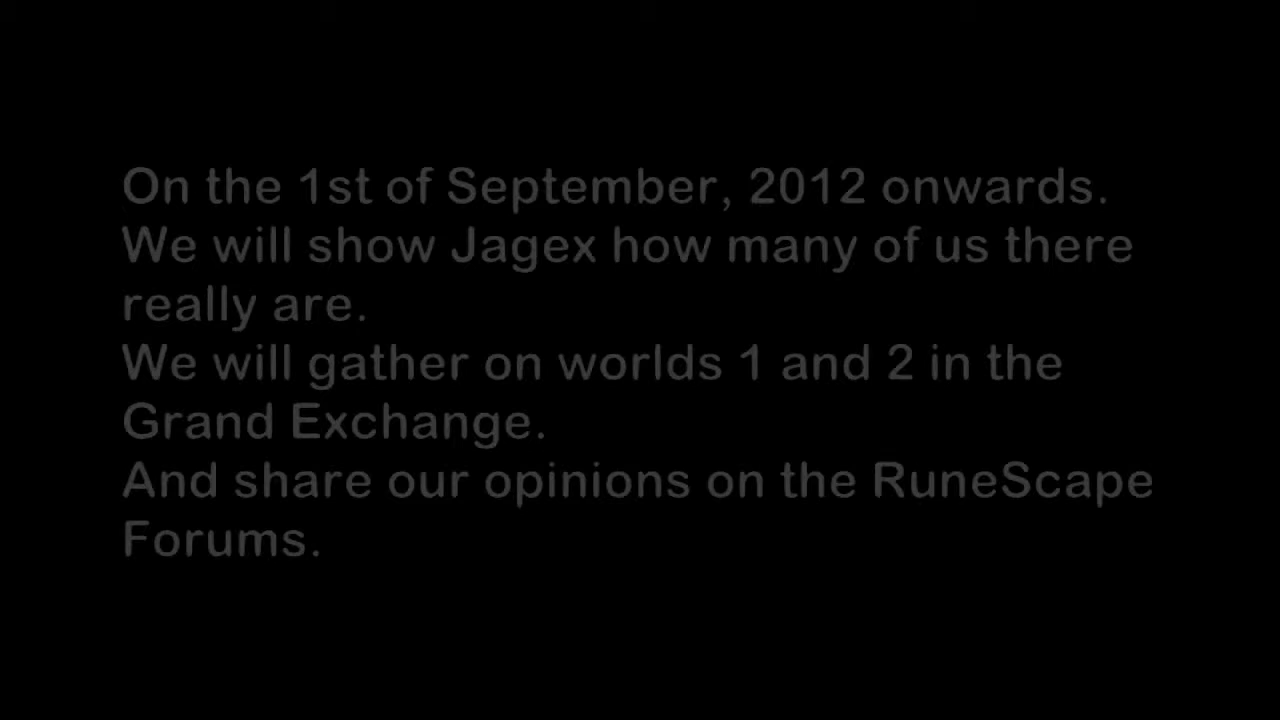 On the 1st of September, 2012 onwards.
We will show Jagex how many of us there
really are.
We will gather on worlds 1 and 2 in the
Grand Exchange.
And share our opinions on the RuneScape
Forums.